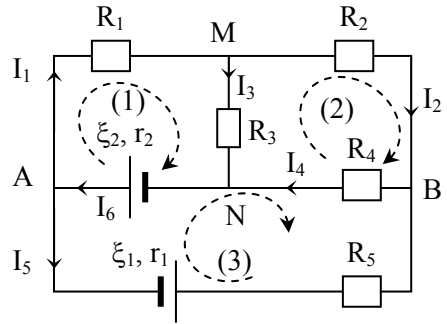 R₁ M R₂
I₁ (1) I₃ (2) I₂
ξ₂, r₂ R₃ R₄
A I₄ B
I₆ N
I₅ ξ₁, r₁ (3) R₅